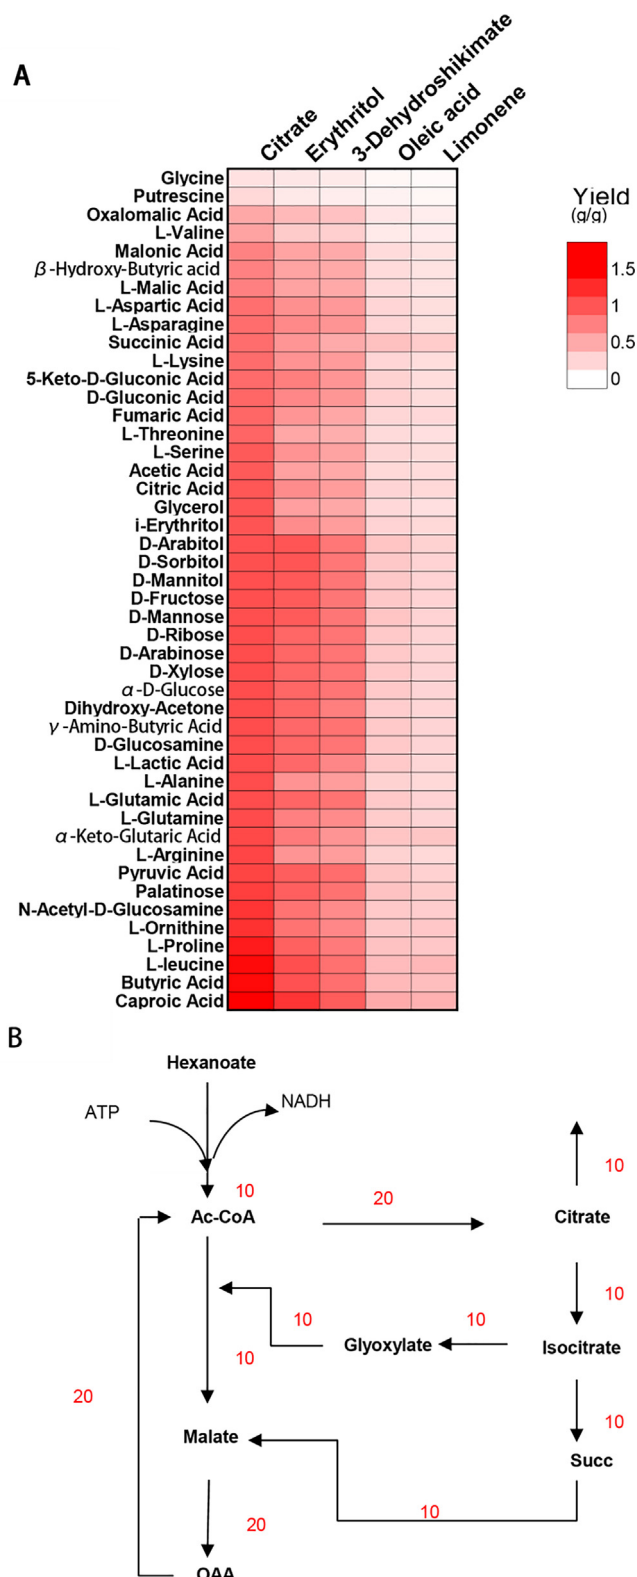 A
Citrate
Erythritol
3-Dehydroshikimate
Oleic acid
Limonene
Glycine
Putrescine
Oxalomalic Acid
L-Valine
Malonic Acid
β-Hydroxy-Butyric acid
L-Malic Acid
L-Aspartic Acid
L-Asparagine
Succinic Acid
L-Lysine
5-Keto-D-Gluconic Acid
D-Gluconic Acid
Fumaric Acid
L-Threonine
L-Serine
Acetic Acid
Citric Acid
Glycerol
i-Erythritol
D-Arabitol
D-Sorbitol
D-Mannitol
D-Fructose
D-Mannose
D-Ribose
D-Arabinose
D-Xylose
α-D-Glucose
Dihydroxy-Acetone
γ-Amino-Butyric Acid
D-Glucosamine
L-Lactic Acid
L-Alanine
L-Glutamic Acid
L-Glutamine
α-Keto-Glutaric Acid
L-Arginine
Pyruvic Acid
Palatinose
N-Acetyl-D-Glucosamine
L-Ornithine
L-Proline
L-leucine
Butyric Acid
Caproic Acid
Yield
(g/g)
1.5
1
0.5
0
B
Hexanoate
ATP
NADH
10
10
Ac-CoA
20
Citrate
10
10
Glyoxylate
10
Isocitrate
10
20
10
Malate
Succ
10
20
OAA